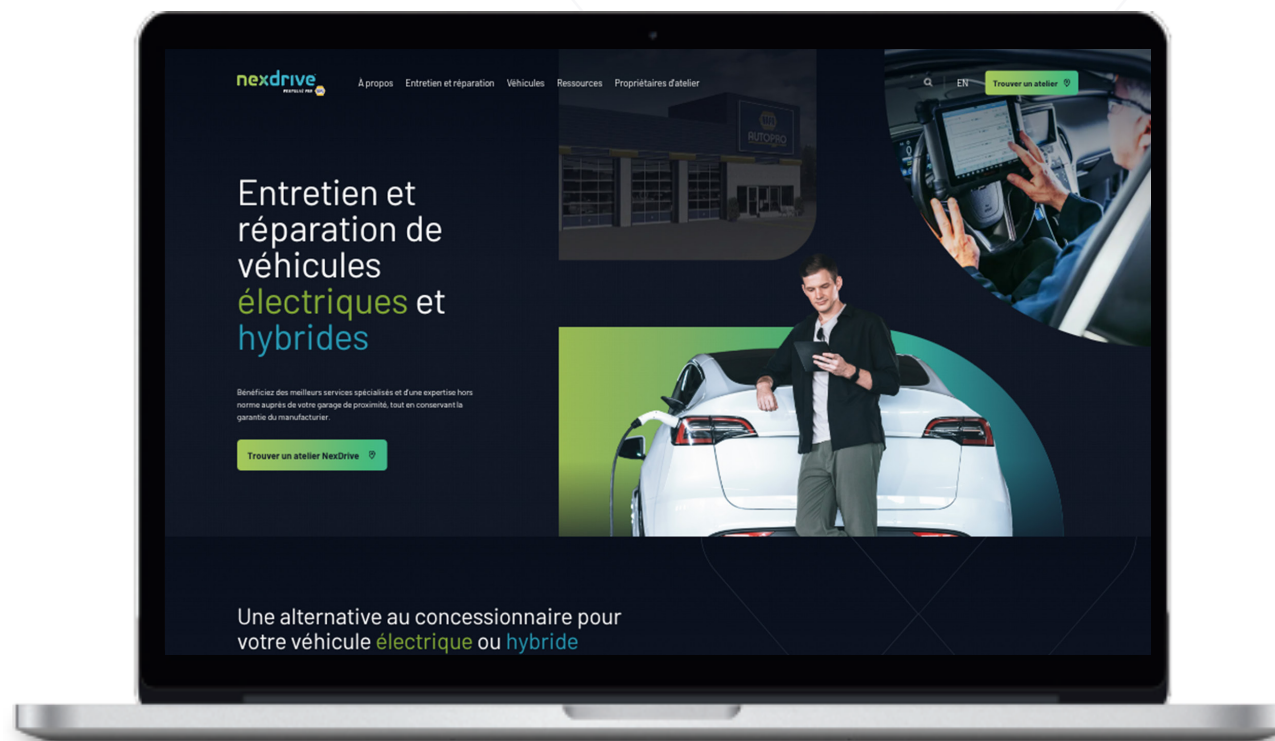 nexdrive
À propos
Entretien et réparation
Véhicules
Ressources
Propriétaires d'atelier
EN
Trouver un atelier
AUTOPRO
Entretien et
réparation de
véhicules
électriques et
hybrides
Bénéficiez des meilleurs services spécialisés et d'une expertise hors
norme auprès de votre garage de proximité, tout en conservant la
garantie du manufacturier.
Trouver un atelier NexDrive
Une alternative au concessionnaire pour
votre véhicule électrique ou hybride